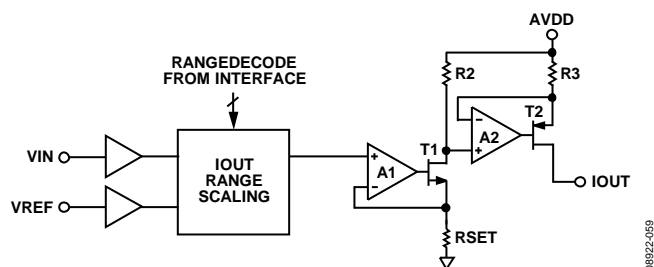 AVDD
RANGEDECODE
FROM INTERFACE
R2
R3
T2
T1
A2
VIN
IOUT
RANGE
SCALING
A1
IOUT
VREF
RSET
08922-059